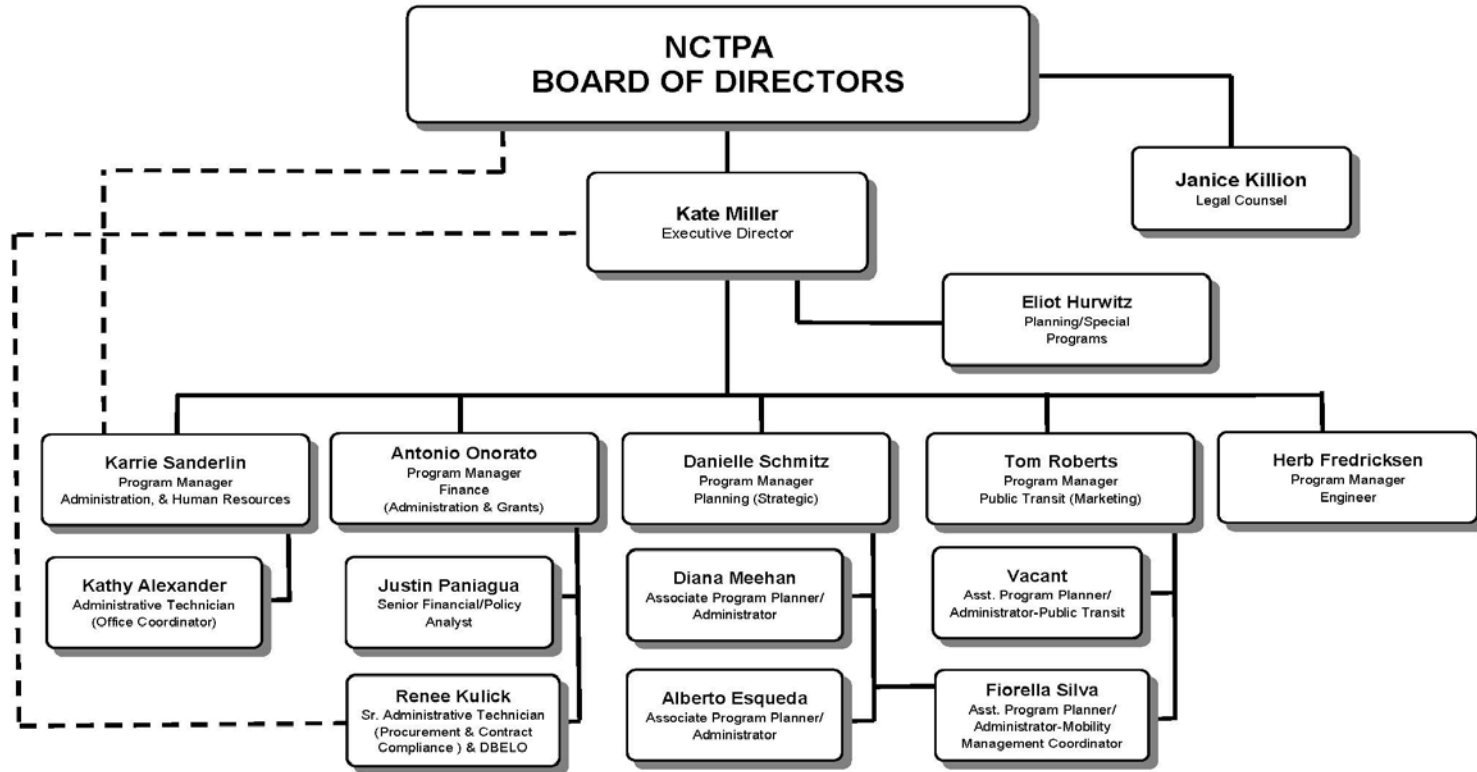 NCTPA
BOARD OF DIRECTORS
Janice Killion
Legal Counsel
Kate Miller
Executive Director
Eliot Hurwitz
Planning/Special
Programs
Karrie Sanderlin
Program Manager
Administration, & Human Resources
Antonio Onorato
Program Manager
Finance
(Administration & Grants)
Danielle Schmitz
Program Manager
Planning (Strategic)
Tom Roberts
Program Manager
Public Transit (Marketing)
Herb Fredricksen
Program Manager
Engineer
Kathy Alexander
Administrative Technician
(Office Coordinator)
Justin Paniagua
Senior Financial/Policy
Analyst
Diana Meehan
Associate Program Planner/
Administrator
Vacant
Asst. Program Planner/
Administrator-Public Transit
Renee Kulick
Sr. Administrative Technician
(Procurement & Contract
Compliance ) & DBELO
Alberto Esqueda
Associate Program Planner/
Administrator
Fiorella Silva
Asst. Program Planner/
Administrator-Mobility
Management Coordinator